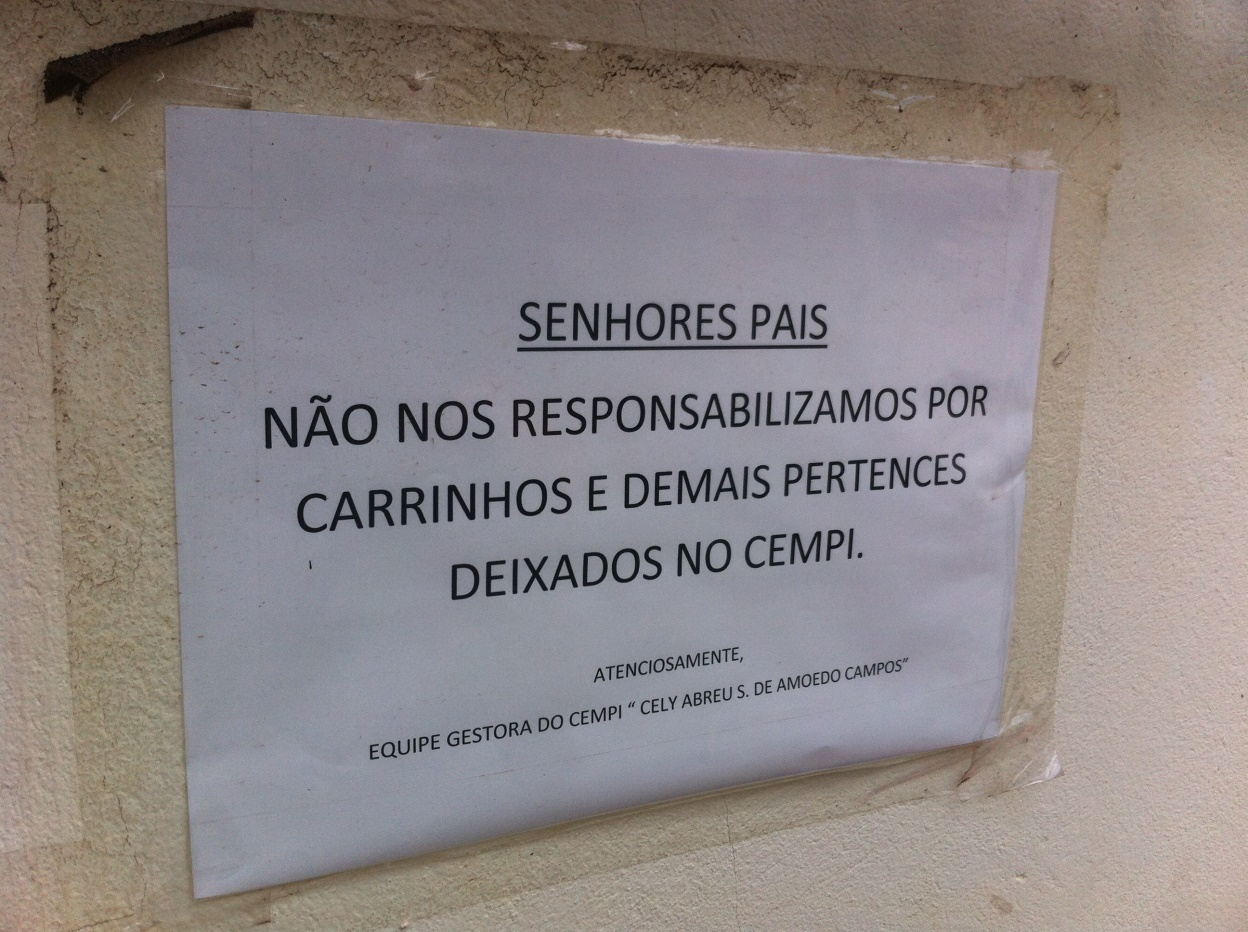 SENHORES PAIS
NÃO NOS RESPONSABILIZAMOS POR
CARRINHOS E DEMAIS PERTENCES
DEIXADOS NO CEMPI.
ATENCIOSAMENTE,
EQUIPE GESTORA DO CEMPI “ CELY ABREU S. DE AMOEDO CAMPOS”